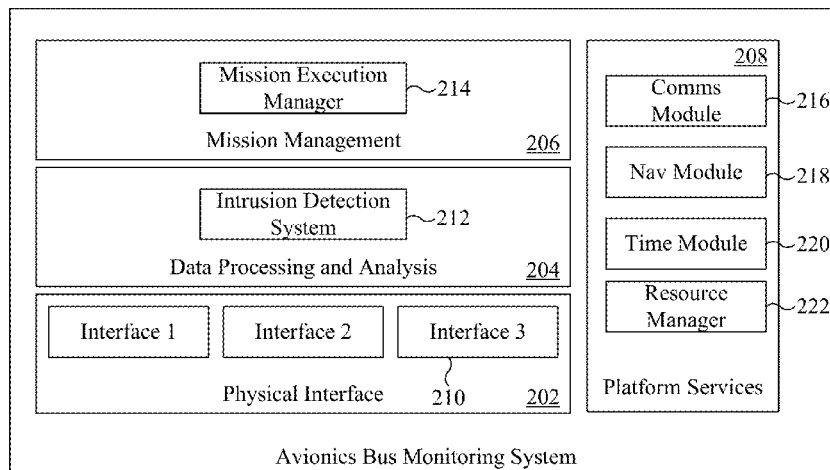 Mission Execution
Manager
214
Mission Management
206
Intrusion Detection
System
212
Data Processing and Analysis
204
Interface 1
Interface 2
Interface 3
Physical Interface
210
202
208
Comms
Module
216
Nav Module
218
Time Module
220
Resource
Manager
222
Platform Services
Avionics Bus Monitoring System